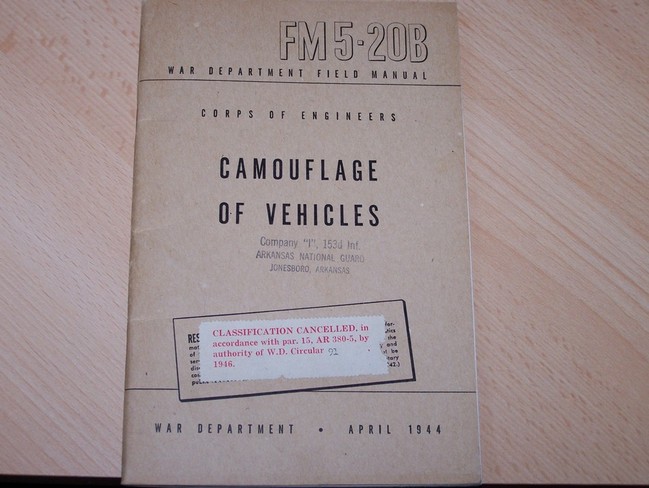 FM 5-20B
WAR DEPARTMENT FIELD MANUAL
CORPS OF ENGINEERS
CAMOUFLAGE
OF VEHICLES
Company "I", 153d Inf.
ARKANSAS NATIONAL GUARD
JONESBORO, ARKANSAS
CLASSIFICATION CANCELLED, in
accordance with par. 15, AR 380-5, by
authority of W.D. Circular 92
1946.
WAR DEPARTMENT • APRIL 1944